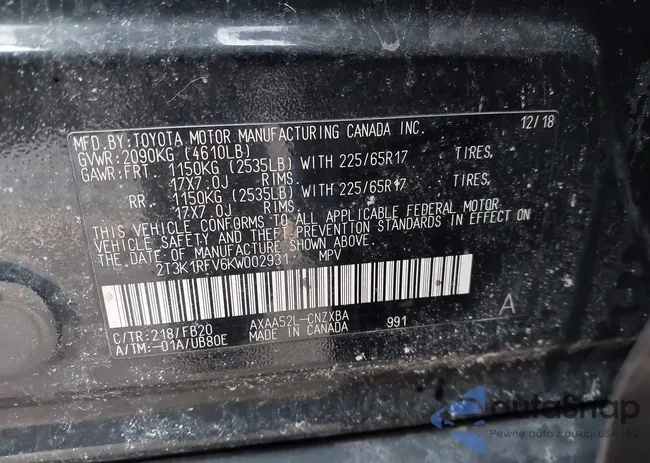 MFD.BY:TOYOTA MOTOR MANUFACTURING CANADA INC. 12/18
GVWR:2090KG (4610LB)
GAWR:FRT. 1150KG (2535LB) WITH 225/65R17 TIRES,
17X7.0J RIMS
RR. 1150KG (2535LB) WITH 225/65R17 TIRES,
17X7.0J RIMS
THIS VEHICLE CONFORMS TO ALL APPLICABLE FEDERAL MOTOR
VEHICLE SAFETY AND THEFT PREVENTION STANDARDS IN EFFECT ON
THE DATE OF MANUFACTURE SHOWN ABOVE.
2T3K1RFV6KW002931 MPV
C/TR:218/FB20 AXAA52L-CNZXBA 991 A
A/TM:-01A/UB80E MADE IN CANADA
autoSnap
Pewne auta z aukcji USA i EU